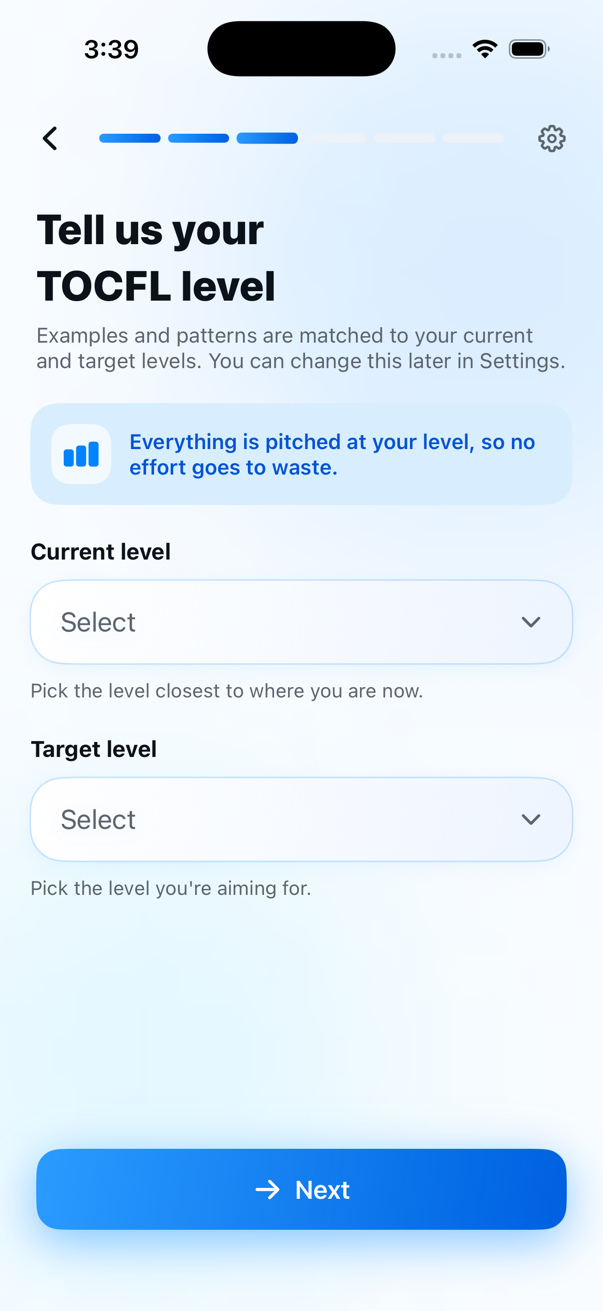 3:39
Tell us your
TOCFL level
Examples and patterns are matched to your current
and target levels. You can change this later in Settings.
Everything is pitched at your level, so no
effort goes to waste.
Current level
Select
Pick the level closest to where you are now.
Target level
Select
Pick the level you're aiming for.
Next